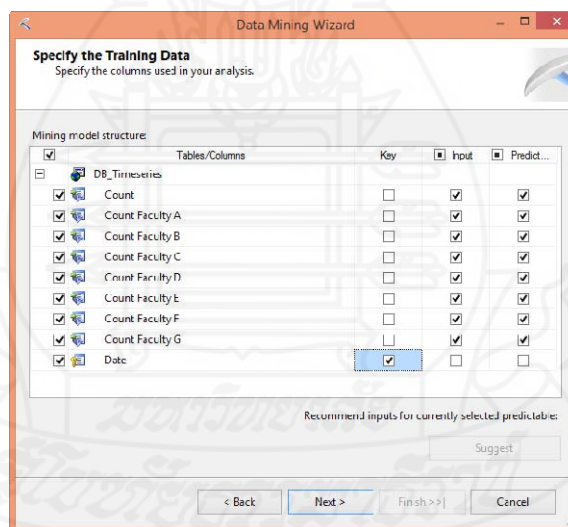 Data Mining Wizard
Specify the Training Data
Specify the columns used in your analysis.
Mining model structure:
Tables/Columns Key Input Predict...
DB_Timeseries
Count
Count Faculty A
Count Faculty B
Count Faculty C
Count Faculty D
Count Faculty E
Count Faculty F
Count Faculty G
Date
Recommend inputs for currently selected predictable:
Suggest
< Back Next > Finish >>| Cancel